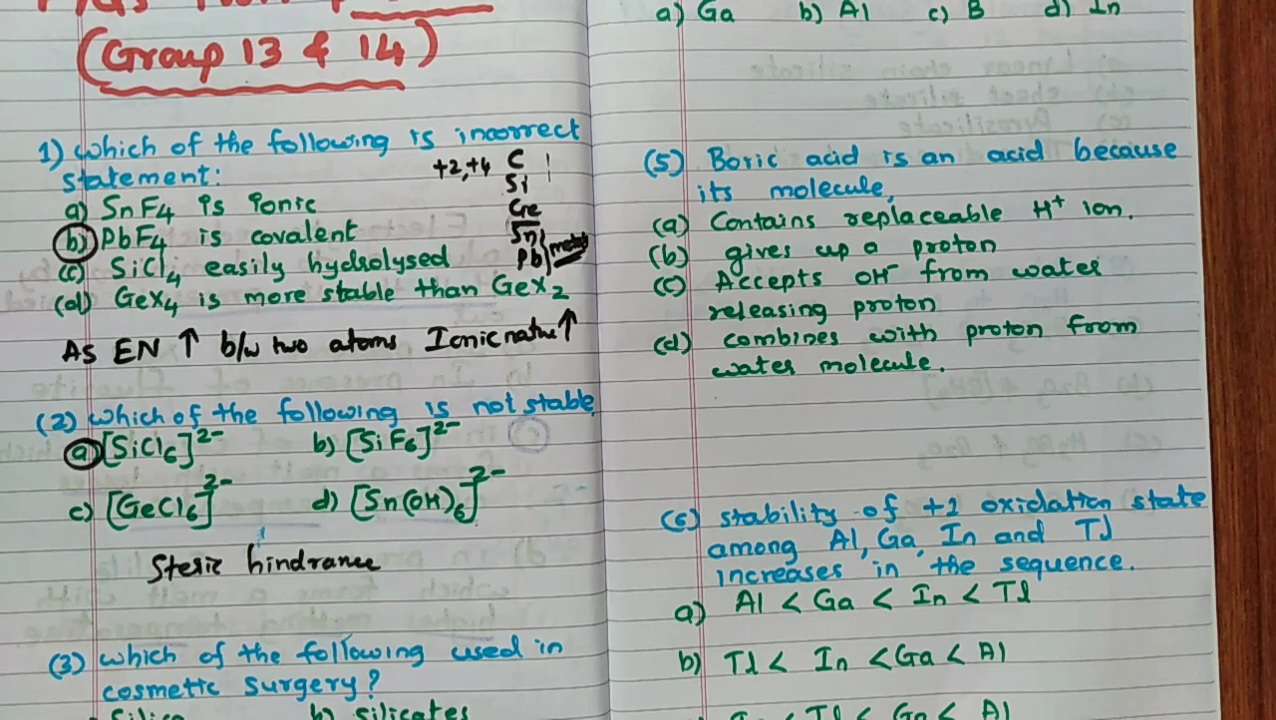 (Group 13 & 14)
1) which of the following is incorrect
statement:
+2,+4 C
Si
Ge
Sn
Pb
a) SnF4 is ionic
b) PbF4 is covalent
(c) SiCl4 easily hydrolysed
(d) GeX4 is more stable than GeX2
As EN ↑ b/w two atoms Ionic nature ↑
(2) which of the following is not stable
a) [SiCl6]2- b) [SiF6]2-
c) [GeCl6]2- d) [Sn(OH)6]2-
Steric hindrance
(3) which of the following used in
cosmetic surgery?
b) silicates
a) Ga b) Al c) B d) In
(5) Boric acid is an acid because
its molecule,
(a) Contains replaceable H+ ion.
(b) gives up a proton
(c) Accepts OH- from water
releasing proton
(d) combines with proton from
water molecule.
(6) stability of +1 oxidation state
among Al, Ga, In and Tl
increases in the sequence.
a) Al < Ga < In < Tl
b) Tl < In < Ga < Al
In < Tl < Ga < Al